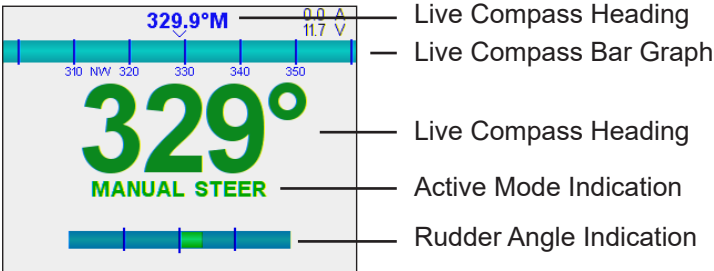 329.9°M
0.0 A
11.7 V
310 NW 320 330 340 350
329°
MANUAL STEER
Live Compass Heading
Live Compass Bar Graph
Live Compass Heading
Active Mode Indication
Rudder Angle Indication